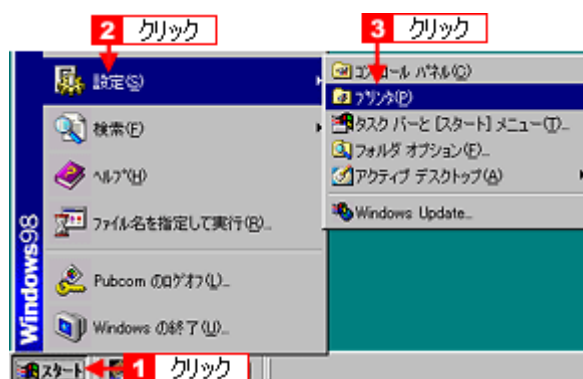 2 クリック
3 クリック
設定(S)
検索(F)
ヘルプ(H)
ファイル名を指定して実行(R)...
Pubcom のログオフ(L)...
Windows の終了(U)...
Windows98
コントロール パネル(C)
プリンタ(P)
タスク バーと [スタート] メニュー(T)...
フォルダ オプション(F)...
アクティブ デスクトップ(A)
Windows Update...
スタート
1 クリック